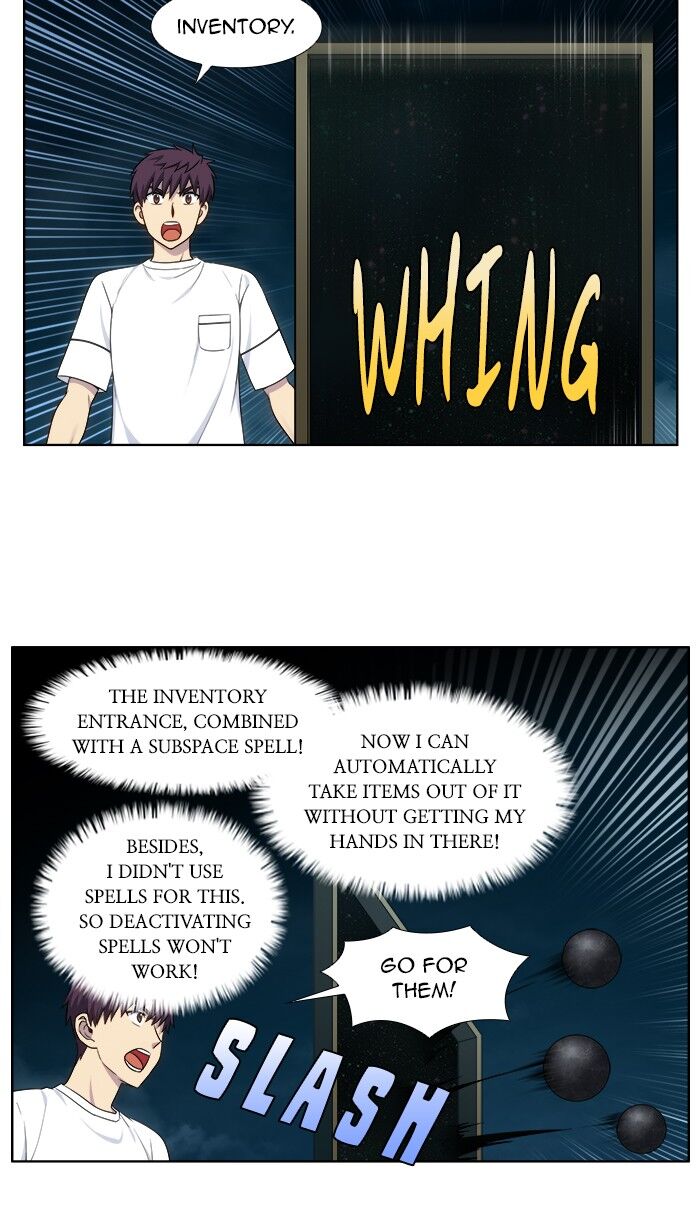 INVENTORY.
WHING
THE INVENTORY
ENTRANCE, COMBINED
WITH A SUBSPACE SPELL!
NOW I CAN
AUTOMATICALLY
TAKE ITEMS OUT OF IT
WITHOUT GETTING MY
HANDS IN THERE!
BESIDES,
I DIDN'T USE
SPELLS FOR THIS.
SO DEACTIVATING
SPELLS WON'T
WORK!
GO FOR
THEM!
SLASH